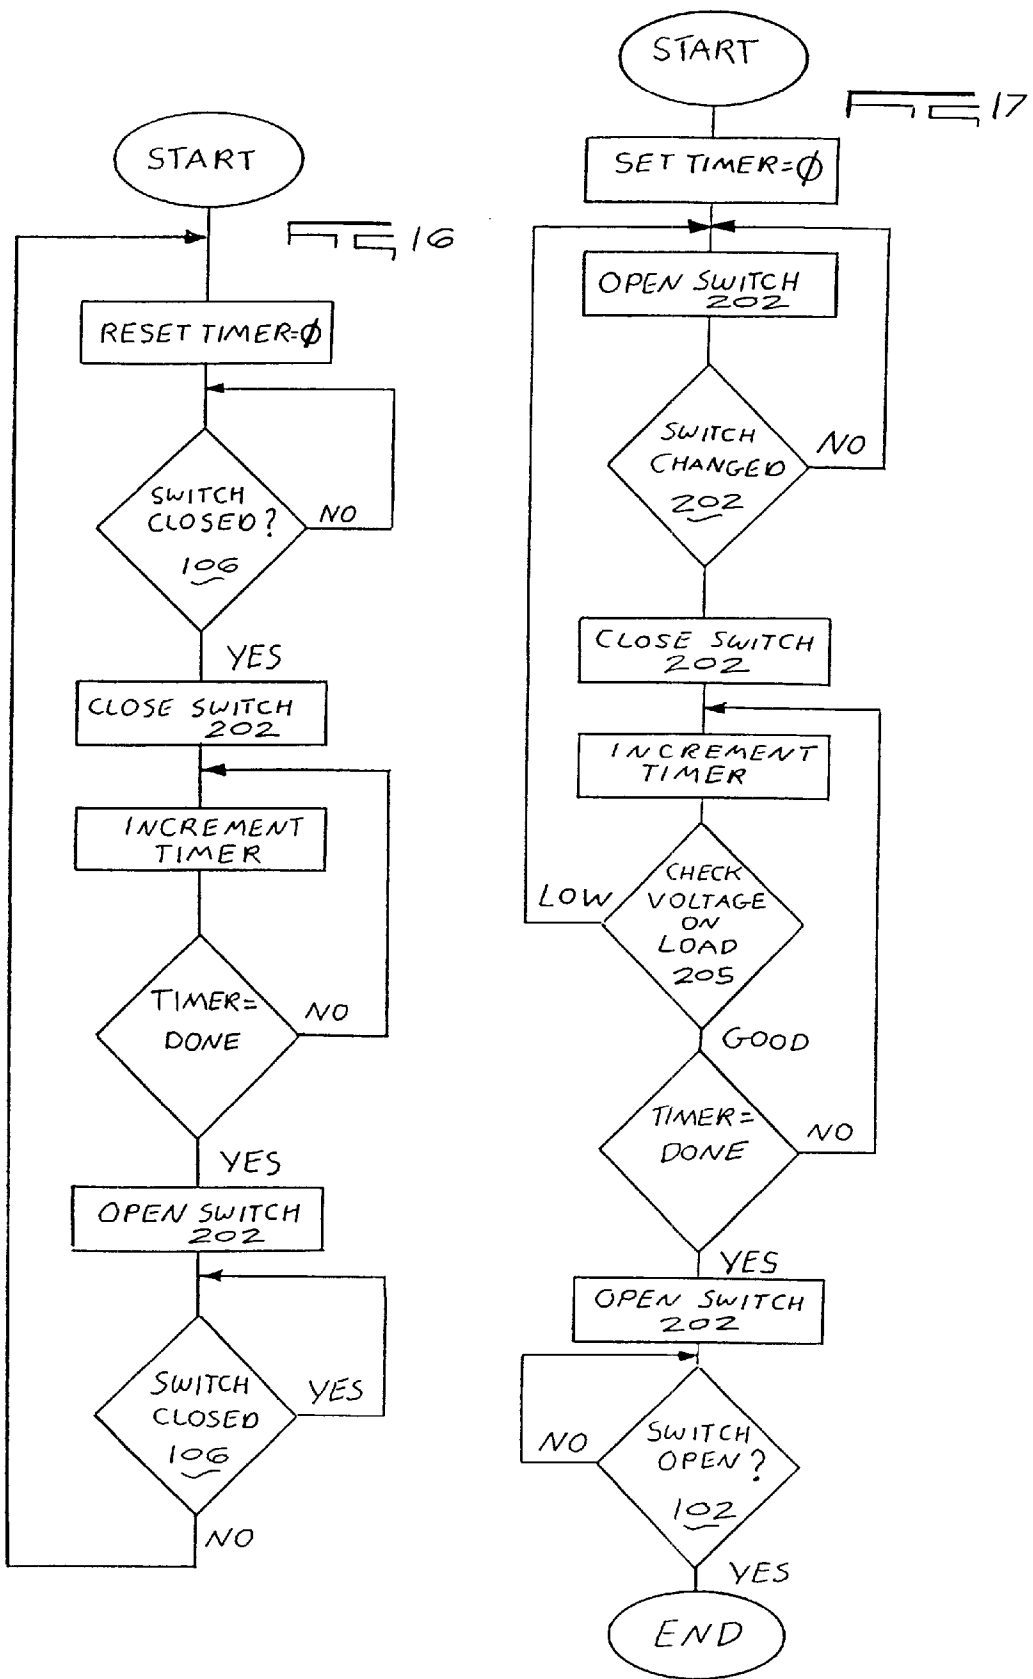 START
FIG 16
RESET TIMER=Ø
SWITCH
CLOSED?
106
NO
YES
CLOSE SWITCH
202
INCREMENT
TIMER
TIMER=
DONE
NO
YES
OPEN SWITCH
202
SWITCH
CLOSED
106
YES
NO
START
FIG 17
SET TIMER=Ø
OPEN SWITCH
202
SWITCH
CHANGED
202
NO
CLOSE SWITCH
202
INCREMENT
TIMER
CHECK
VOLTAGE
ON
LOAD
205
LOW
GOOD
TIMER=
DONE
NO
YES
OPEN SWITCH
202
SWITCH
OPEN?
102
NO
YES
END